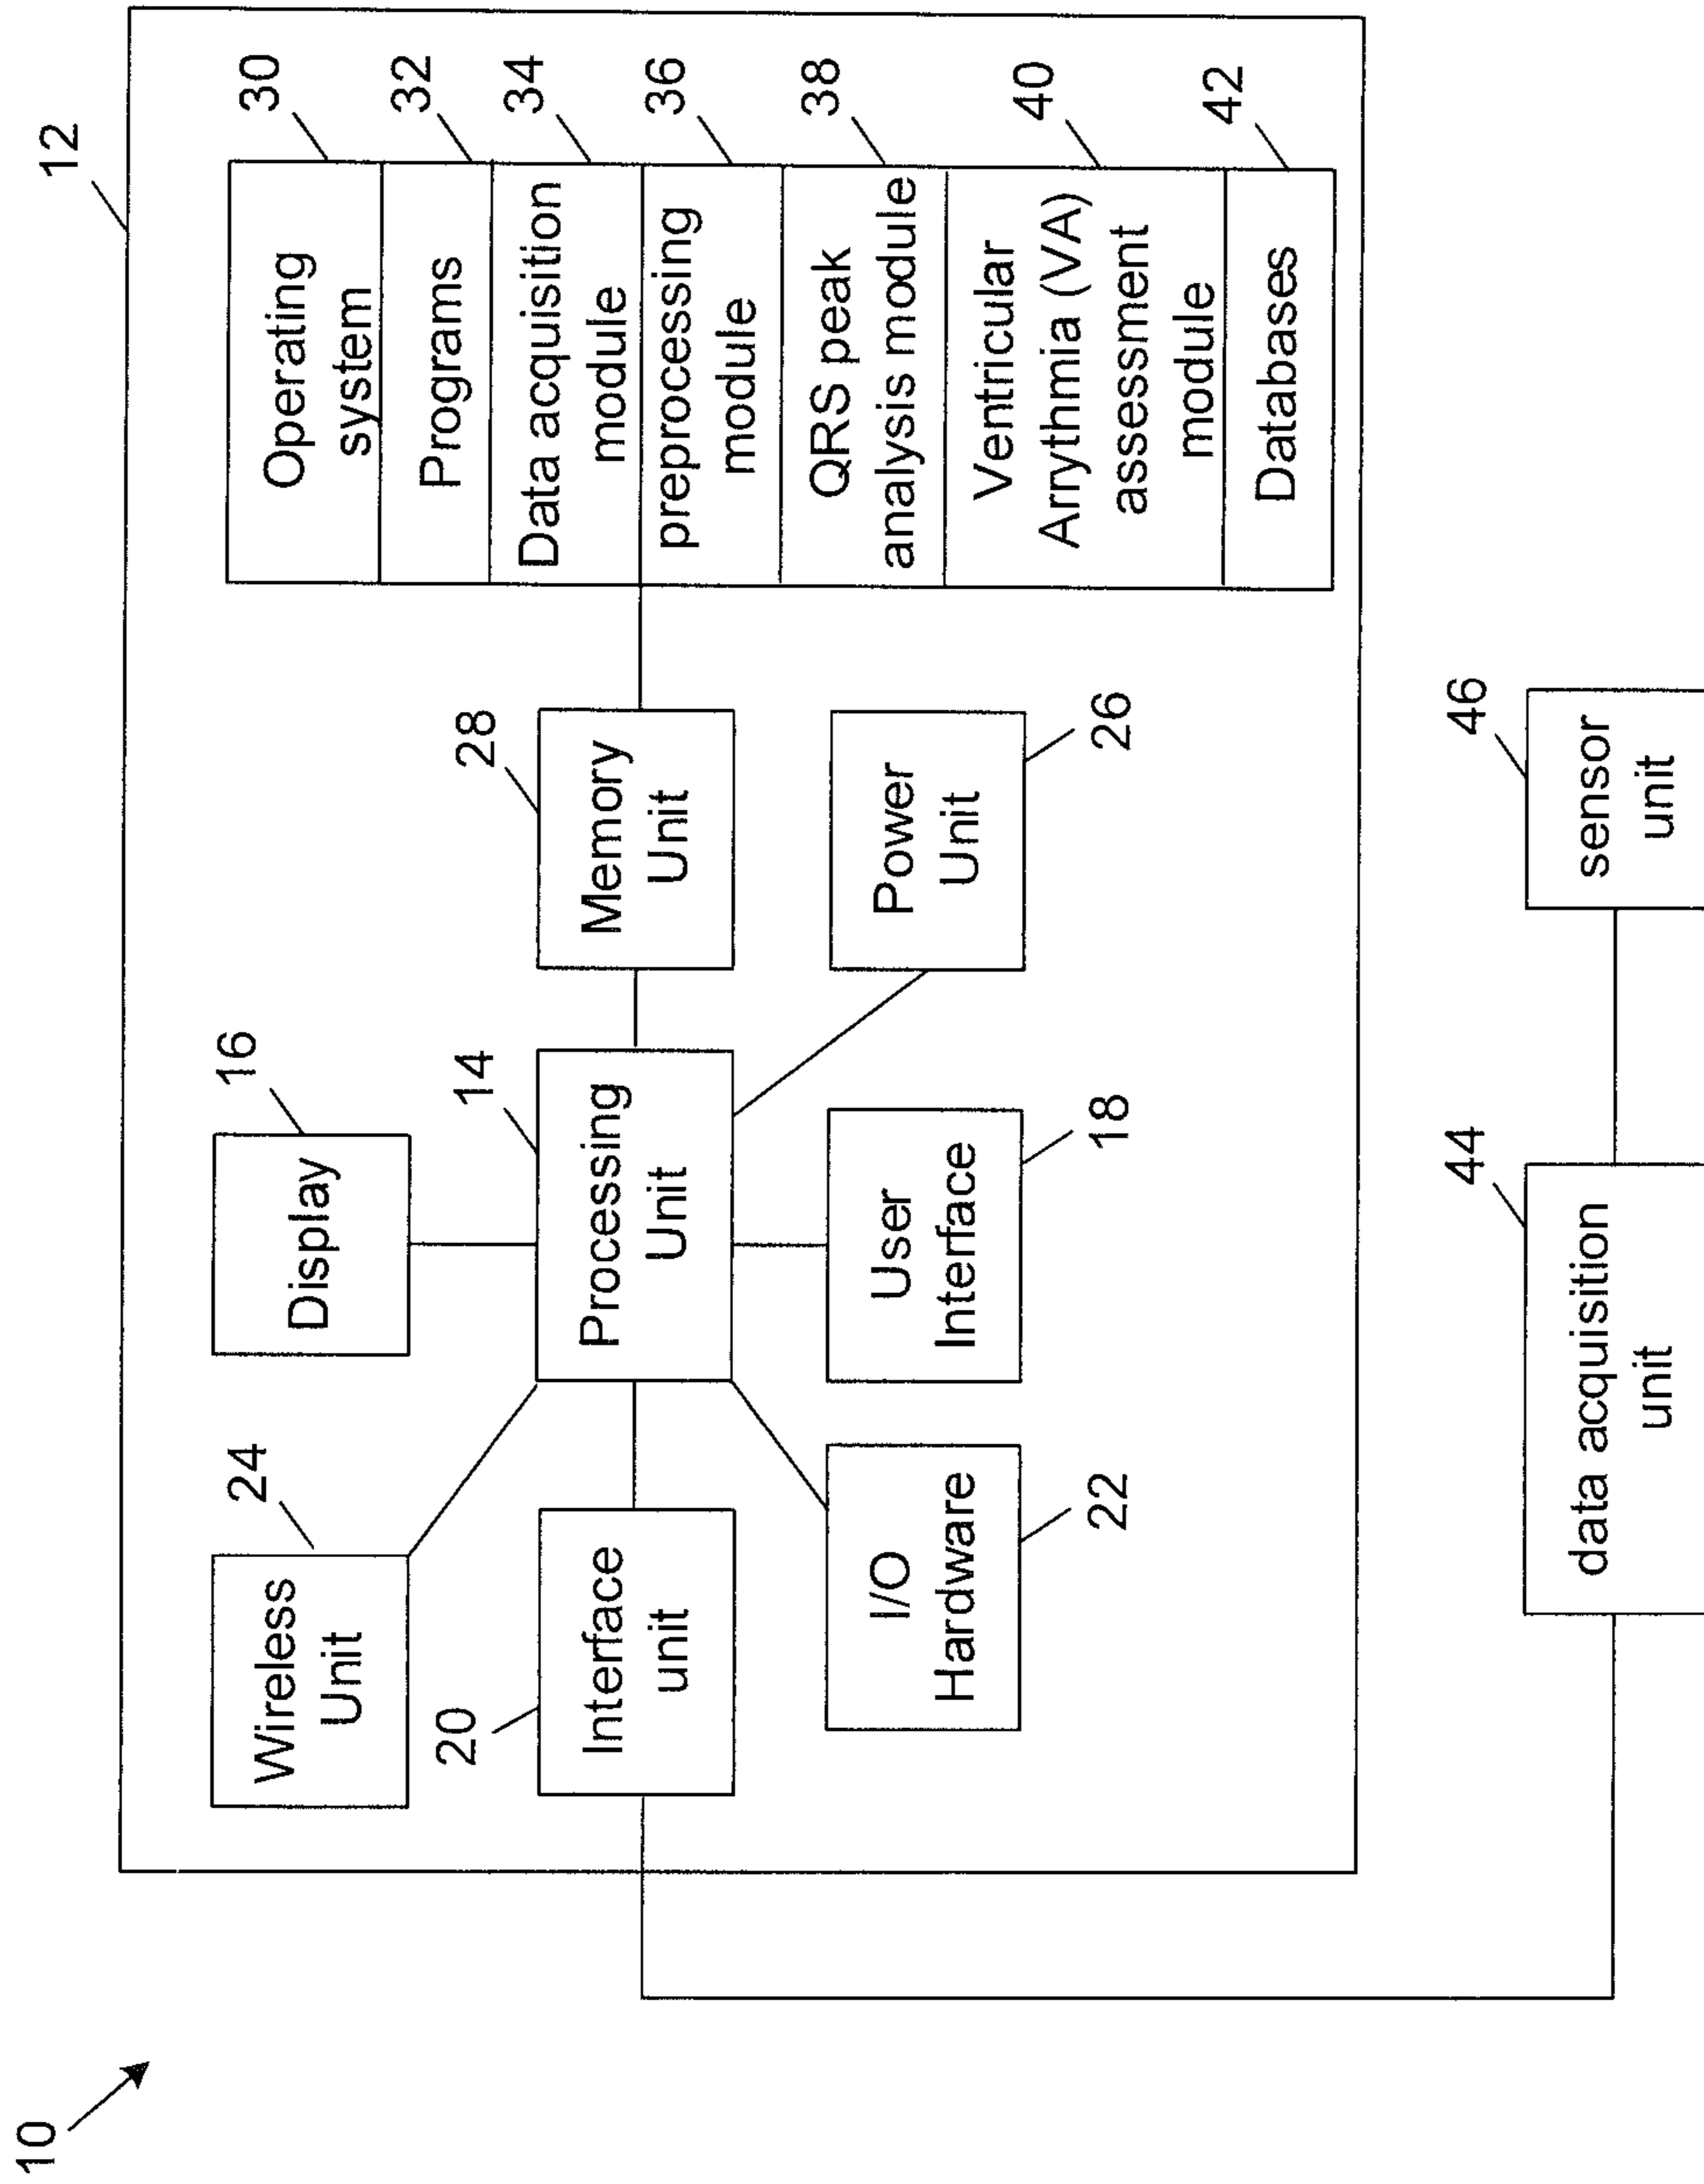 10
12
Wireless
Unit
24
Display
16
20
Interface
unit
Processing
Unit
14
Memory
Unit
28
I/O
Hardware
22
User
Interface
18
Power
Unit
26
Operating
system
30
Programs
32
Data acquisition
module
34
preprocessing
module
36
QRS peak
analysis module
38
Ventricular
Arrythmia (VA)
assessment
module
40
Databases
42
data acquisition
unit
44
sensor
unit
46